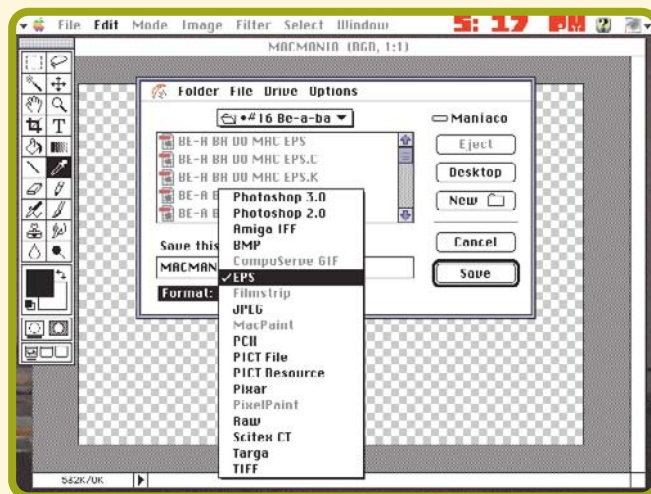 File Edit Mode Image Filter Select Window 5:17 PM
MACMANIA (RGB, 1:1)
Folder File Drive Options
•# 16 Be-a-ba
Maniaco
BE-A BA DO MAC EPS
BE-A BA DO MAC EPS.C
BE-A BA DO MAC EPS.K
BE-A B
BE-A B
Eject
Desktop
New
Cancel
Save
Save this
MACMAN
Format:
Photoshop 3.0
Photoshop 2.0
Amiga IFF
BMP
CompuServe GIF
✓EPS
Filmstrip
JPEG
MacPaint
PCX
PICT File
PICT Resource
Pixar
PixelPaint
Raw
Scitex CT
Targa
TIFF
532K/0K